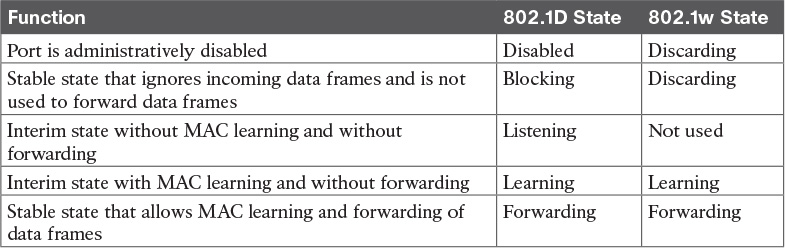 Function 802.1D State 802.1w State
Port is administratively disabled Disabled Discarding
Stable state that ignores incoming data frames and is not Blocking Discarding
used to forward data frames
Interim state without MAC learning and without Listening Not used
forwarding
Interim state with MAC learning and without forwarding Learning Learning
Stable state that allows MAC learning and forwarding of Forwarding Forwarding
data frames